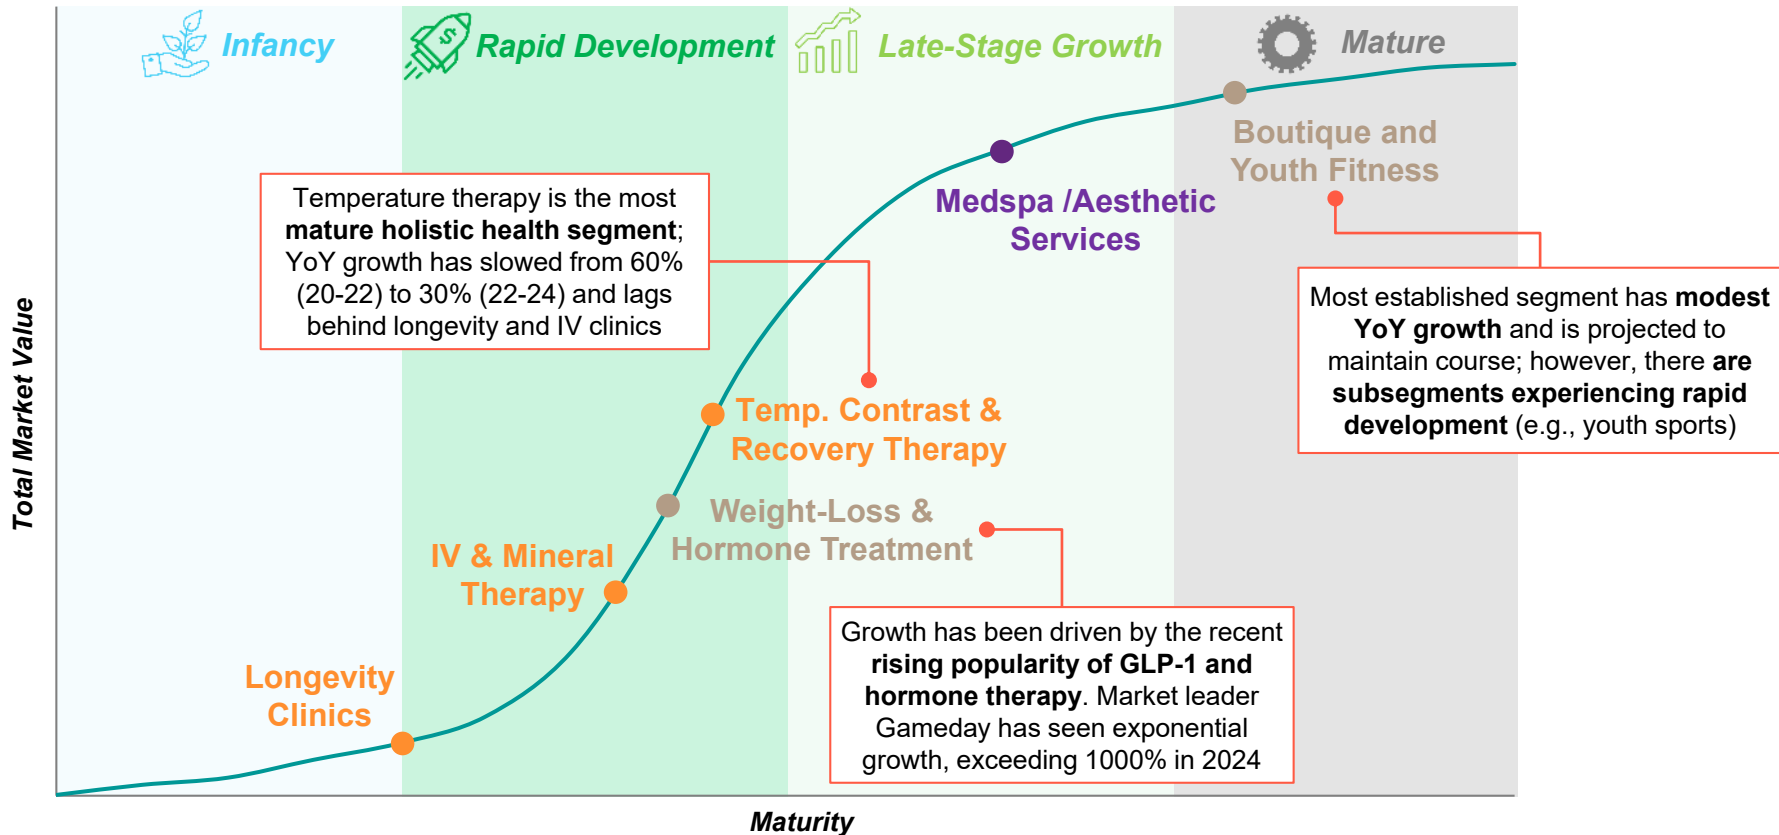 Infancy
Rapid Development
Late-Stage Growth
Mature
Boutique and
Youth Fitness
Medspa /Aesthetic
Services
Temperature therapy is the most
mature holistic health segment;
YoY growth has slowed from 60%
(20-22) to 30% (22-24) and lags
behind longevity and IV clinics
Most established segment has modest
YoY growth and is projected to
maintain course; however, there are
subsegments experiencing rapid
development (e.g., youth sports)
Temp. Contrast &
Recovery Therapy
Weight-Loss &
Hormone Treatment
IV & Mineral
Therapy
Growth has been driven by the recent
rising popularity of GLP-1 and
hormone therapy. Market leader
Gameday has seen exponential
growth, exceeding 1000% in 2024
Longevity
Clinics
Total Market Value
Maturity